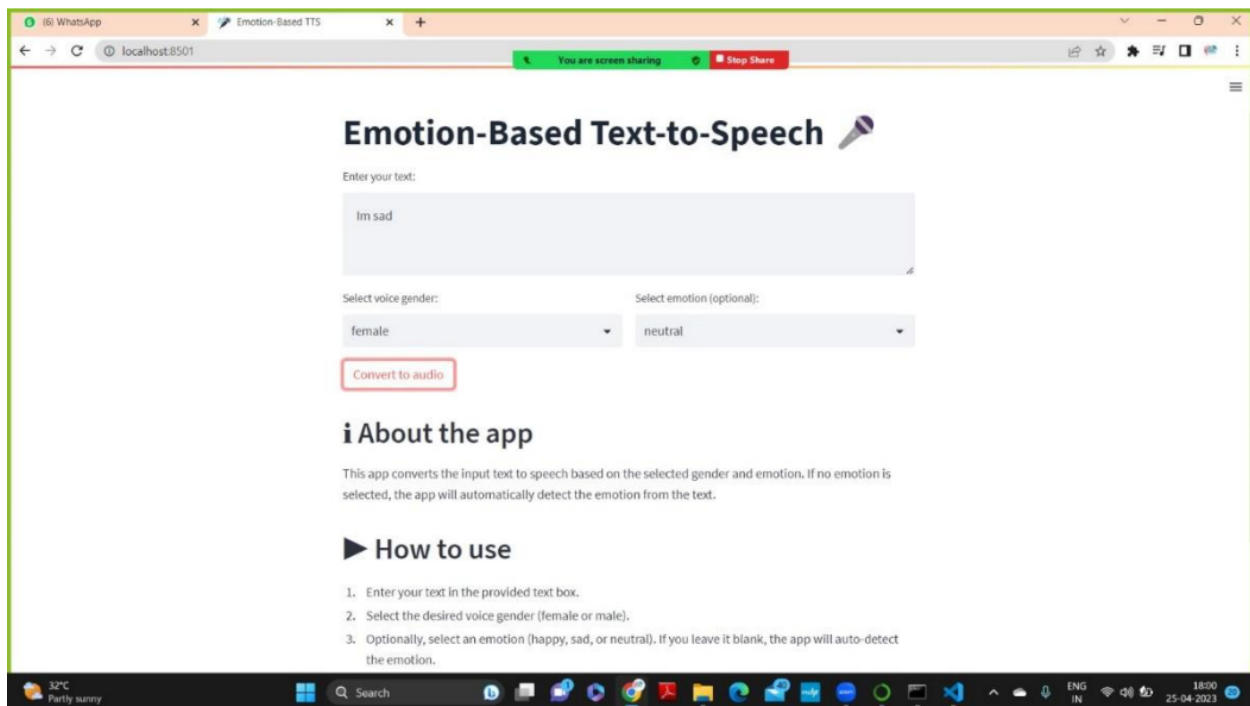 (6) WhatsApp
Emotion-Based TTS
localhost:8501
You are screen sharing
Stop Share
Emotion-Based Text-to-Speech
Enter your text:
Im sad
Select voice gender:
Select emotion (optional):
female
neutral
Convert to audio
i About the app
This app converts the input text to speech based on the selected gender and emotion. If no emotion is
selected, the app will automatically detect the emotion from the text.
How to use
1. Enter your text in the provided text box.
2. Select the desired voice gender (female or male).
3. Optionally, select an emotion (happy, sad, or neutral). If you leave it blank, the app will auto-detect
the emotion.
32°C
Partly sunny
Search
ENG
IN
18:00
25-04-2023